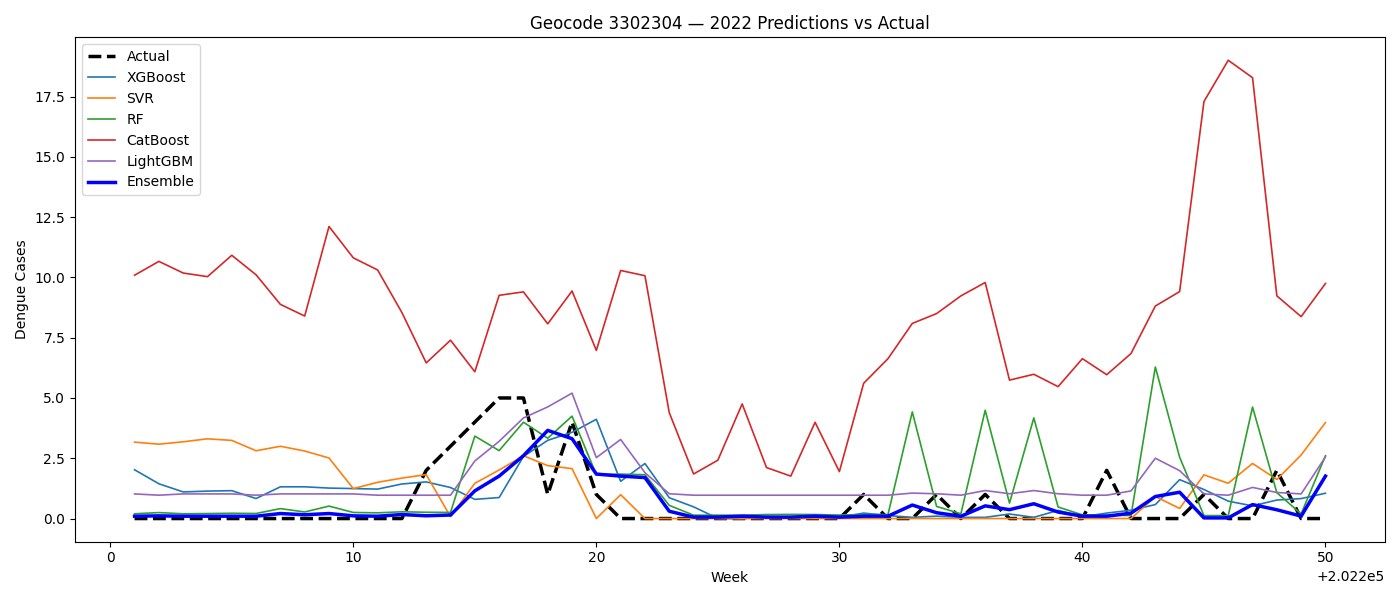 Geocode 3302304 — 2022 Predictions vs Actual
Actual
XGBoost
SVR
RF
CatBoost
LightGBM
Ensemble
17.5
15.0
12.5
10.0
7.5
5.0
2.5
0.0
Dengue Cases
0 10 20 30 40 50
Week
+2.022e5